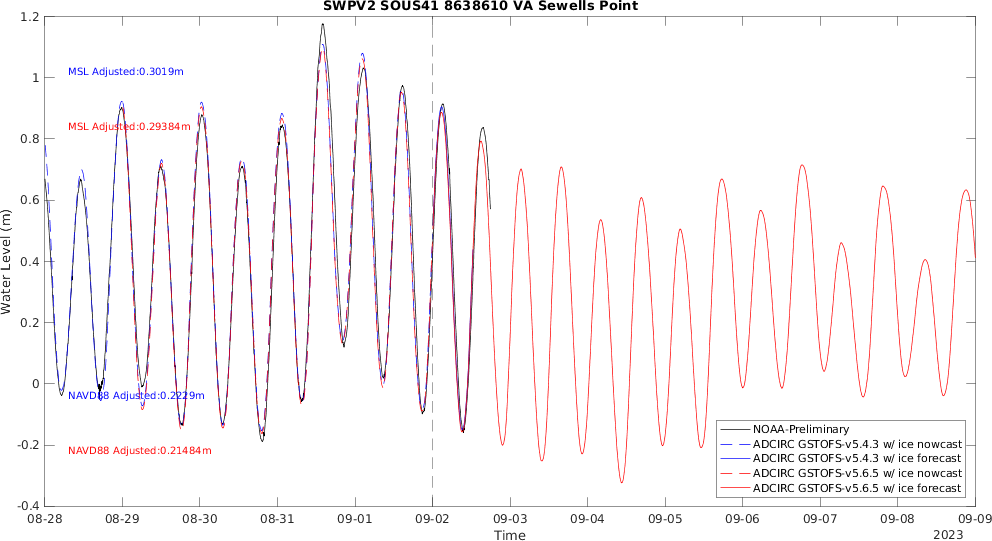 SWPV2 SOUS41 8638610 VA Sewells Point
1.2
1
0.8
0.6
0.4
0.2
0
-0.2
-0.4
Water Level (m)
MSL Adjusted:0.3019m
MSL Adjusted:0.29384m
NAVD88 Adjusted:0.2229m
NAVD88 Adjusted:0.21484m
NOAA-Preliminary
ADCIRC GSTOFS-v5.4.3 w/ ice nowcast
ADCIRC GSTOFS-v5.4.3 w/ ice forecast
ADCIRC GSTOFS-v5.6.5 w/ ice nowcast
ADCIRC GSTOFS-v5.6.5 w/ ice forecast
08-28 08-29 08-30 08-31 09-01 09-02 09-03 09-04 09-05 09-06 09-07 09-08 09-09
Time
2023